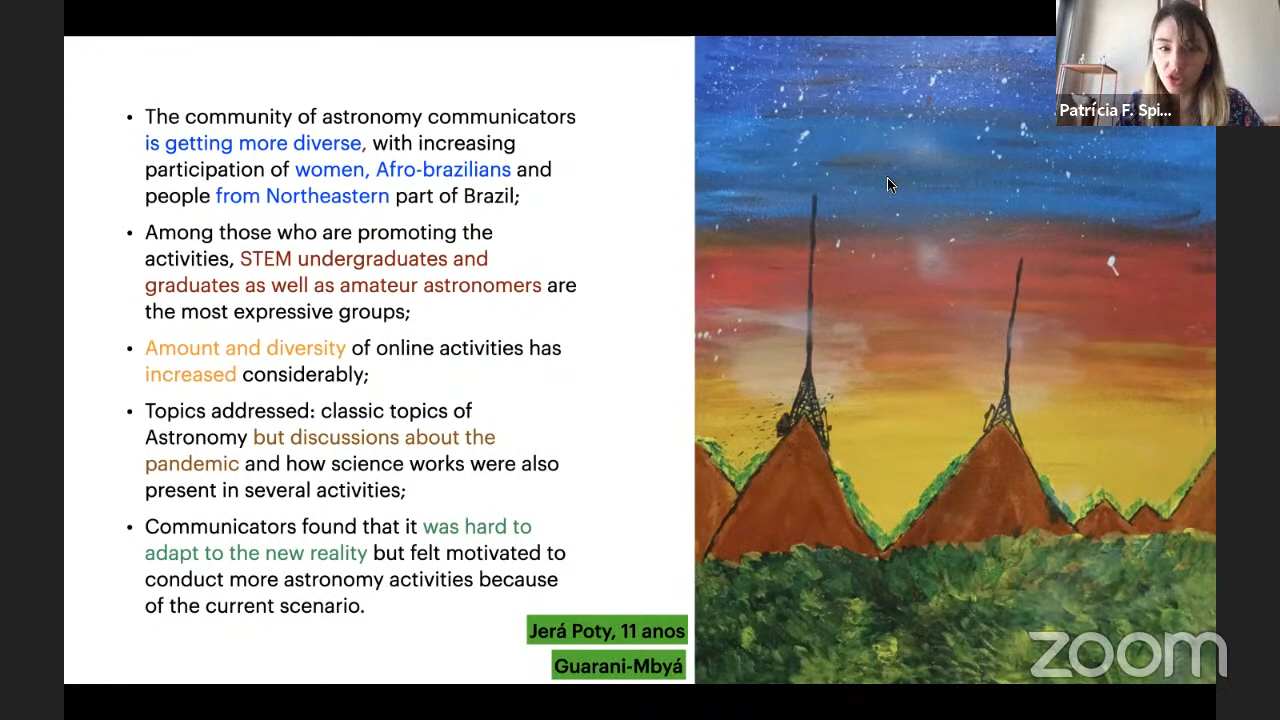 The community of astronomy communicators
is getting more diverse, with increasing
participation of women, Afro-brazilians and
people from Northeastern part of Brazil;
Among those who are promoting the
activities, STEM undergraduates and
graduates as well as amateur astronomers are
the most expressive groups;
Amount and diversity of online activities has
increased considerably;
Topics addressed: classic topics of
Astronomy but discussions about the
pandemic and how science works were also
present in several activities;
Communicators found that it was hard to
adapt to the new reality but felt motivated to
conduct more astronomy activities because
of the current scenario.
Jerá Poty, 11 anos
Guarani-Mbyá
Patrícia F. Spi...
zoom